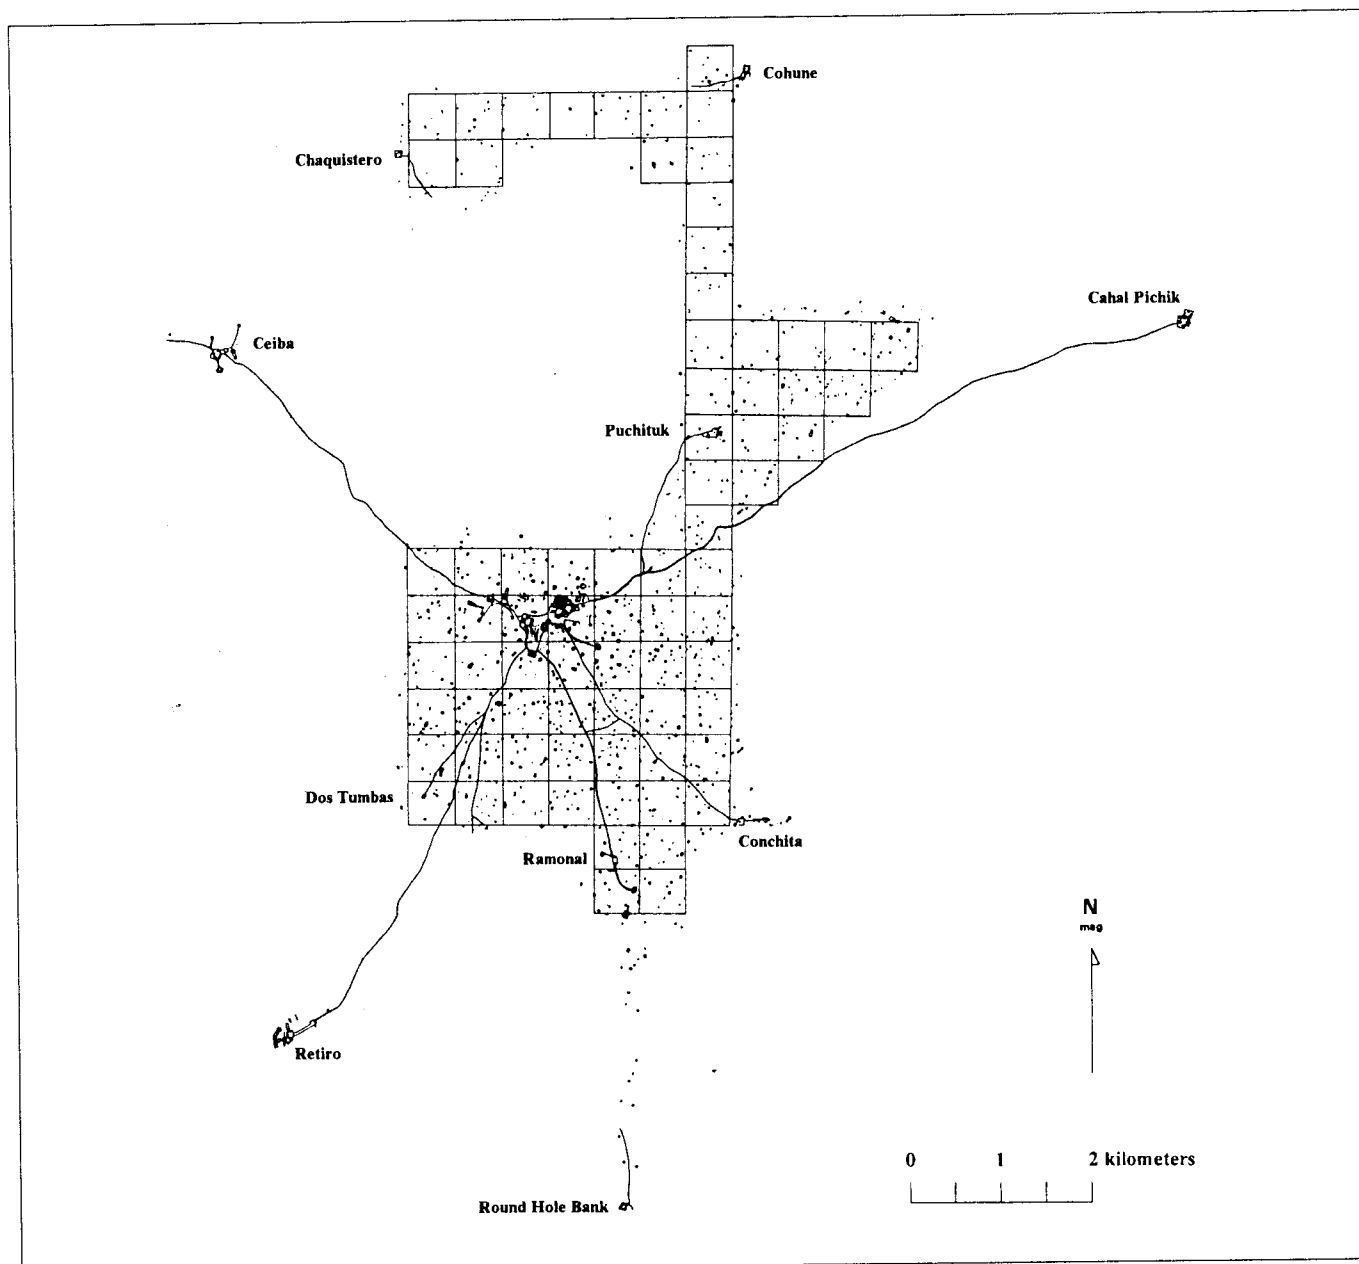 Cohune
Chaquistero
Cahal Pichik
Ceiba
Puchituk
Dos Tumbas
Conchita
Ramonal
N
mag
Retiro
0 1 2 kilometers
Round Hole Bank